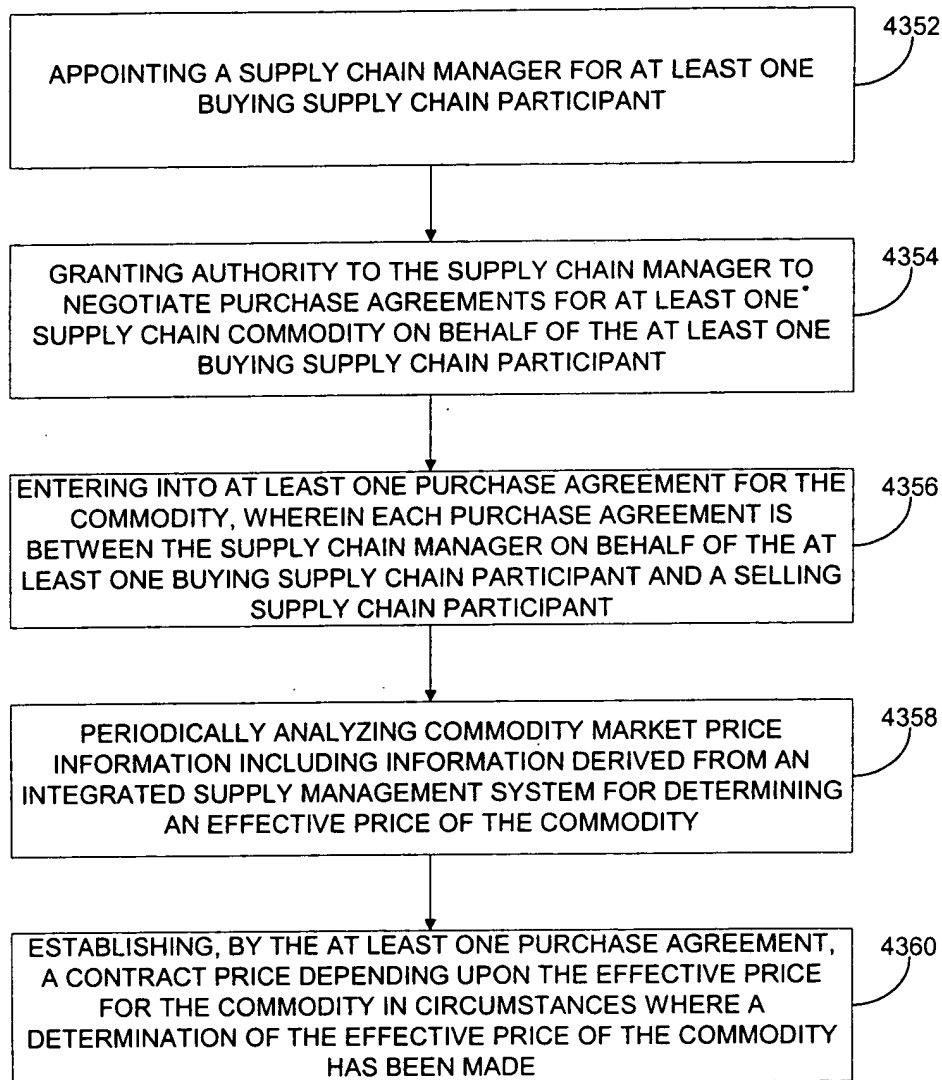 4352
APPOINTING A SUPPLY CHAIN MANAGER FOR AT LEAST ONE
BUYING SUPPLY CHAIN PARTICIPANT
4354
GRANTING AUTHORITY TO THE SUPPLY CHAIN MANAGER TO
NEGOTIATE PURCHASE AGREEMENTS FOR AT LEAST ONE
SUPPLY CHAIN COMMODITY ON BEHALF OF THE AT LEAST ONE
BUYING SUPPLY CHAIN PARTICIPANT
4356
ENTERING INTO AT LEAST ONE PURCHASE AGREEMENT FOR THE
COMMODITY, WHEREIN EACH PURCHASE AGREEMENT IS
BETWEEN THE SUPPLY CHAIN MANAGER ON BEHALF OF THE AT
LEAST ONE BUYING SUPPLY CHAIN PARTICIPANT AND A SELLING
SUPPLY CHAIN PARTICIPANT
4358
PERIODICALLY ANALYZING COMMODITY MARKET PRICE
INFORMATION INCLUDING INFORMATION DERIVED FROM AN
INTEGRATED SUPPLY MANAGEMENT SYSTEM FOR DETERMINING
AN EFFECTIVE PRICE OF THE COMMODITY
4360
ESTABLISHING, BY THE AT LEAST ONE PURCHASE AGREEMENT,
A CONTRACT PRICE DEPENDING UPON THE EFFECTIVE PRICE
FOR THE COMMODITY IN CIRCUMSTANCES WHERE A
DETERMINATION OF THE EFFECTIVE PRICE OF THE COMMODITY
HAS BEEN MADE